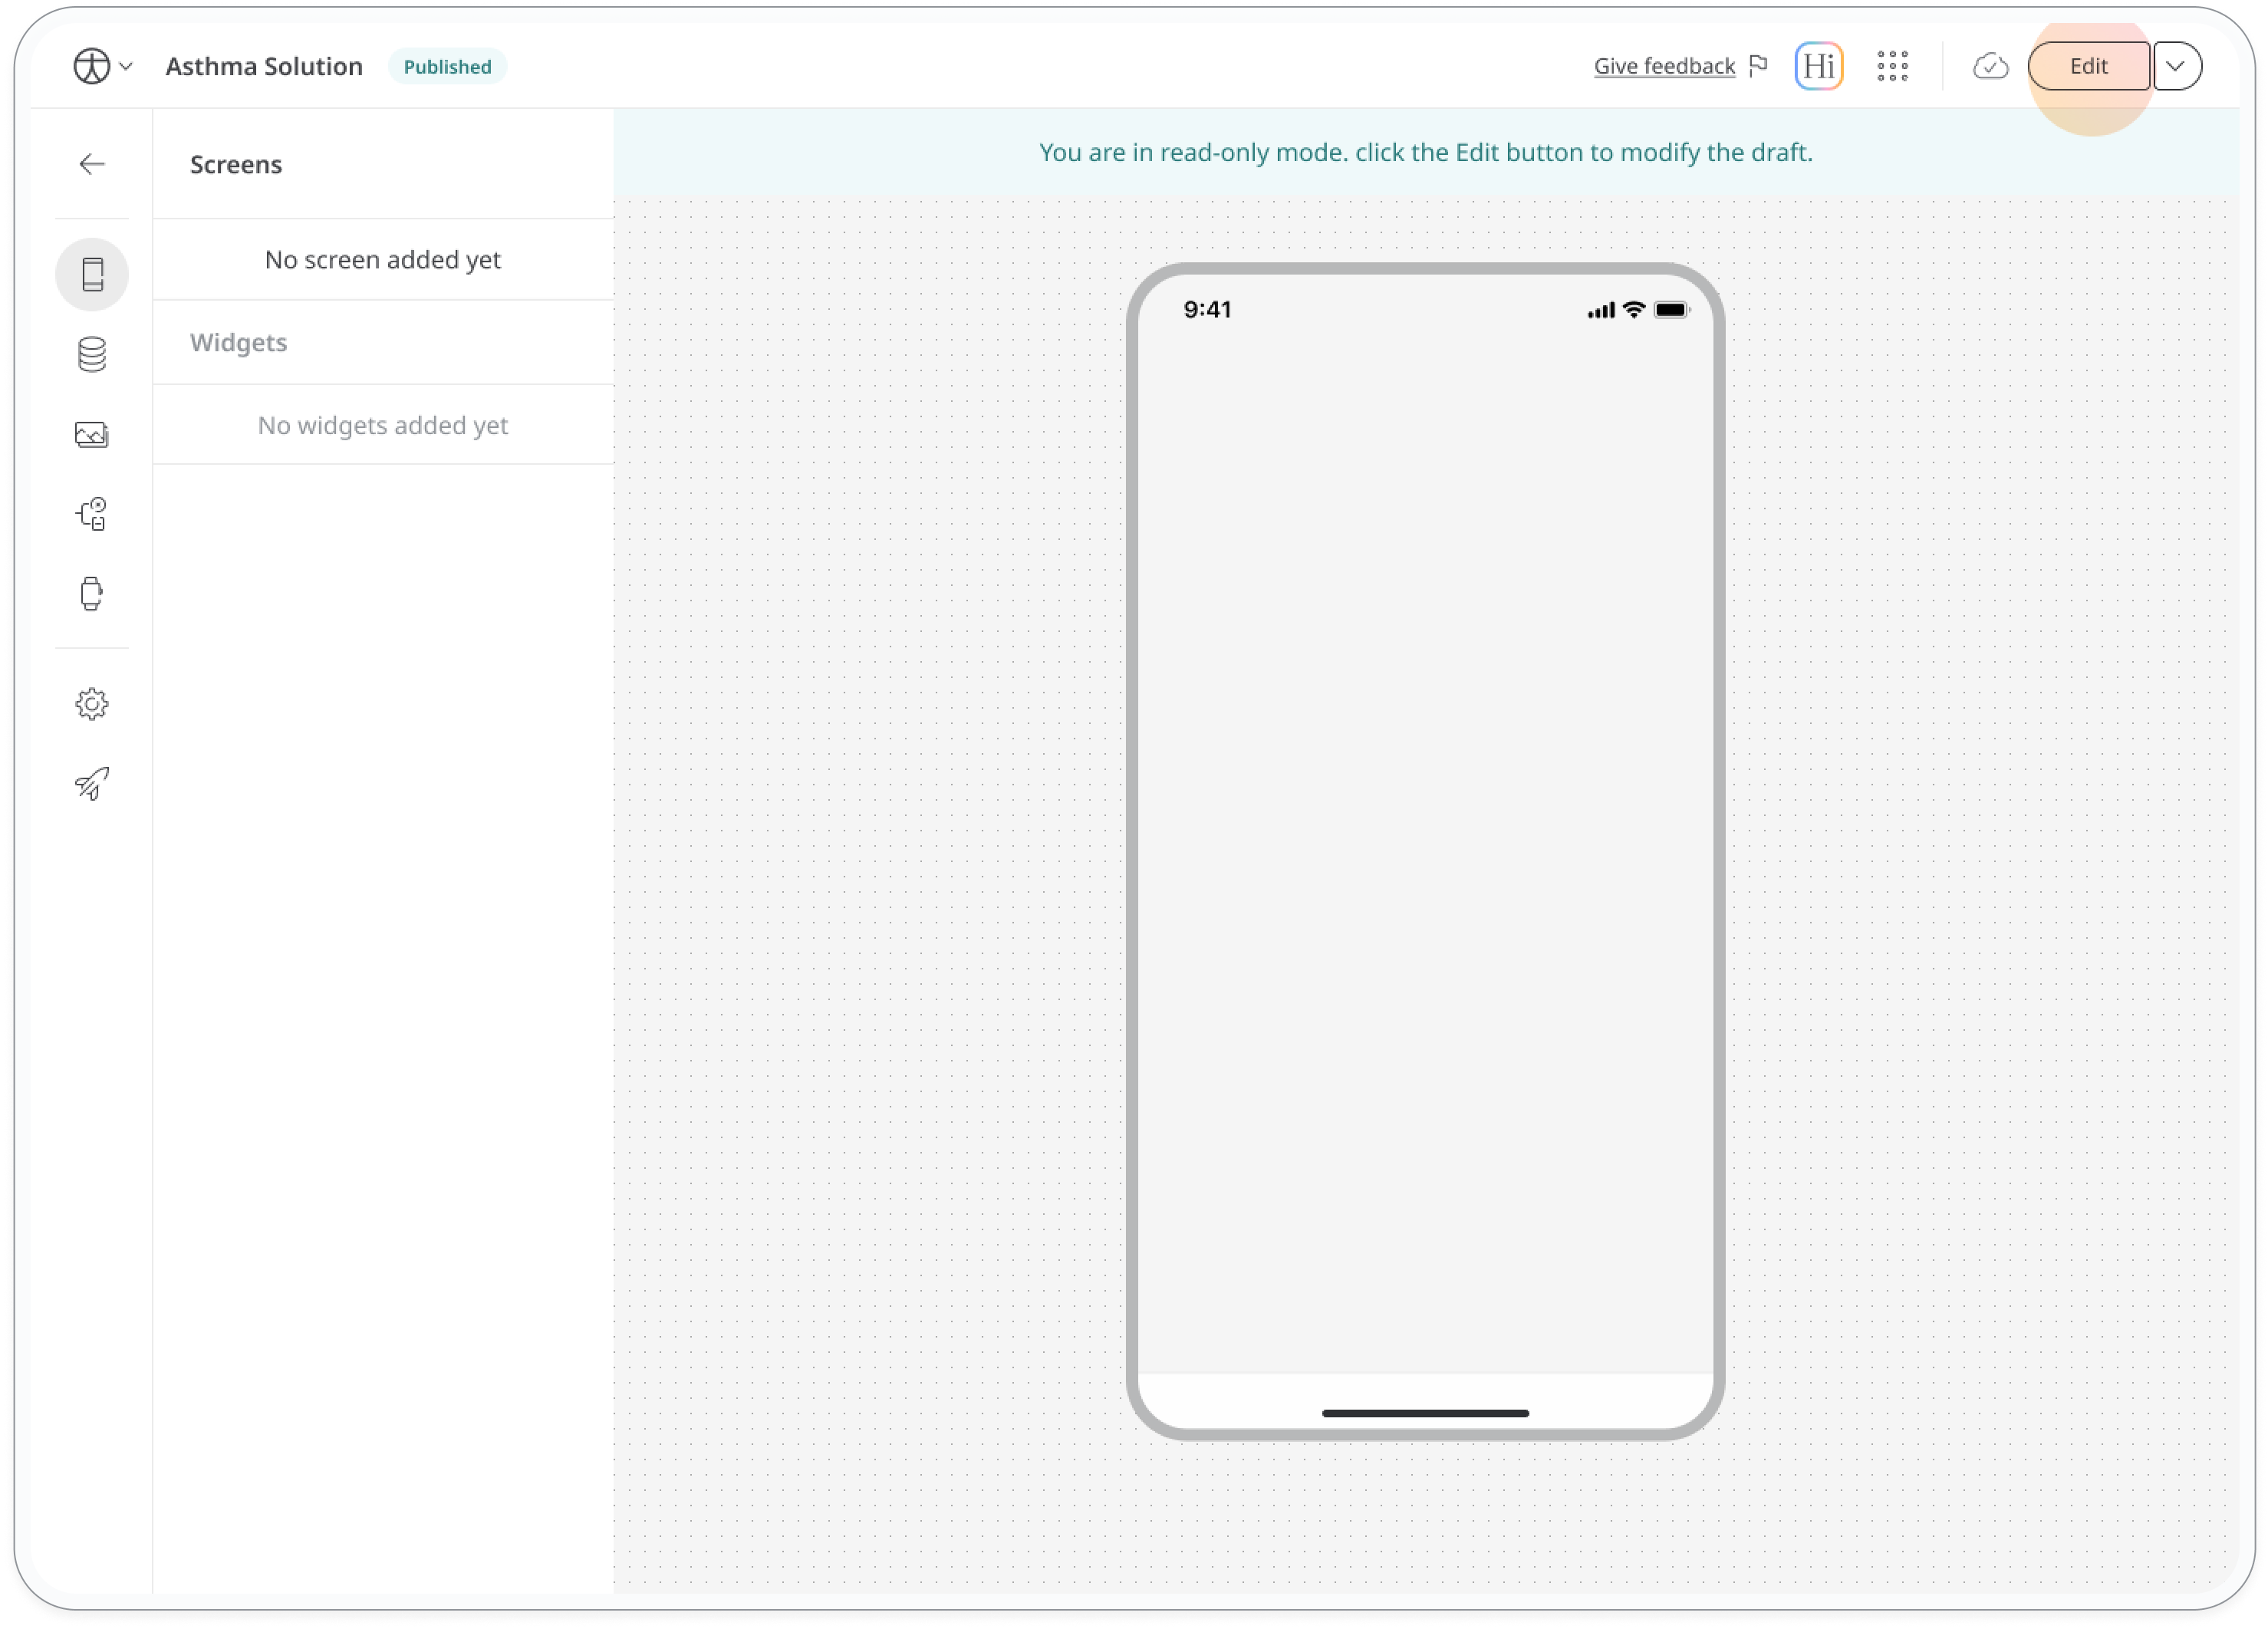 Asthma Solution
Published
Give feedback
Hi
Edit
Screens
You are in read-only mode. click the Edit button to modify the draft.
No screen added yet
Widgets
No widgets added yet
9:41